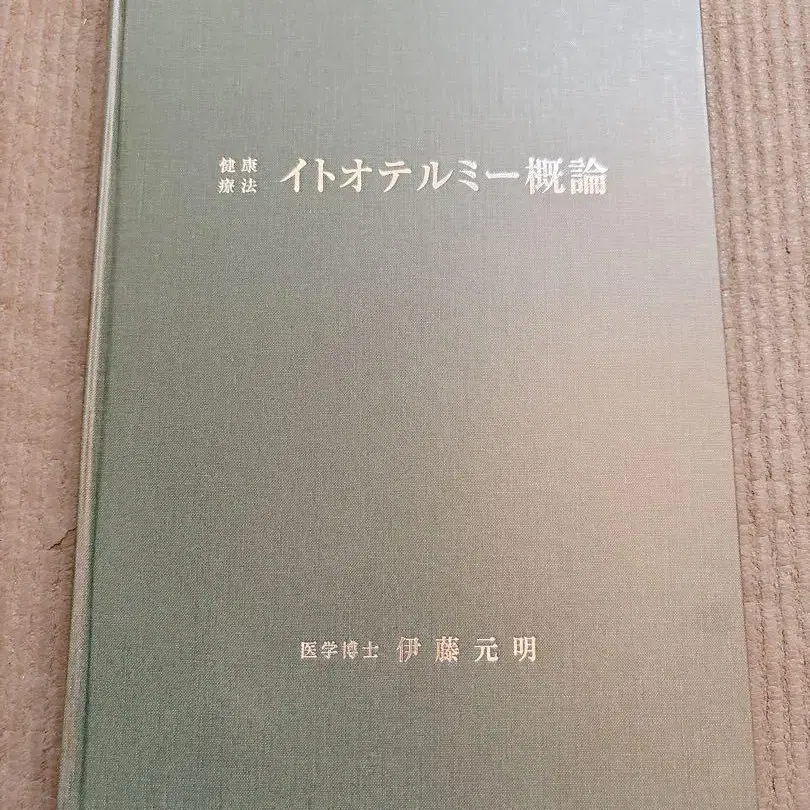 健康
療法 イトオテルミー概論
医学博士 伊藤元明